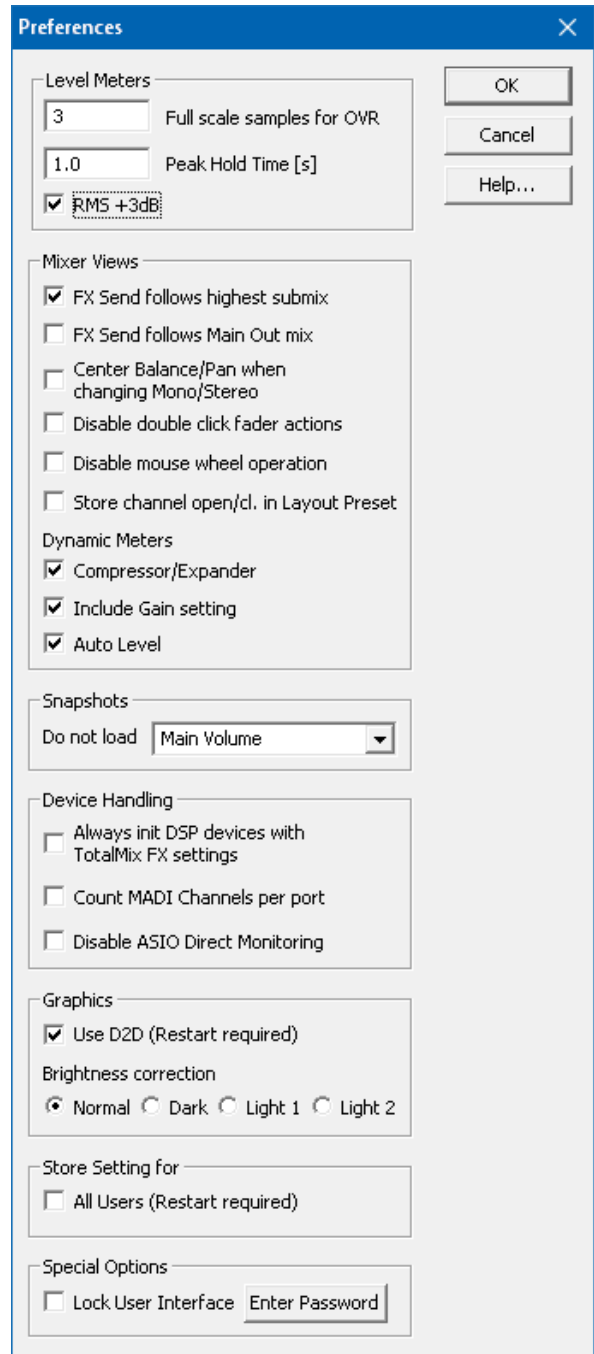 Preferences
Level Meters
3 Full scale samples for OVR
1.0 Peak Hold Time [s]
RMS +3dB
OK
Cancel
Help...
Mixer Views
FX Send follows highest submix
FX Send follows Main Out mix
Center Balance/Pan when
changing Mono/Stereo
Disable double click fader actions
Disable mouse wheel operation
Store channel open/cl. in Layout Preset
Dynamic Meters
Compressor/Expander
Include Gain setting
Auto Level
Snapshots
Do not load Main Volume
Device Handling
Always init DSP devices with
TotalMix FX settings
Count MADI Channels per port
Disable ASIO Direct Monitoring
Graphics
Use D2D (Restart required)
Brightness correction
Normal Dark Light 1 Light 2
Store Setting for
All Users (Restart required)
Special Options
Lock User Interface Enter Password